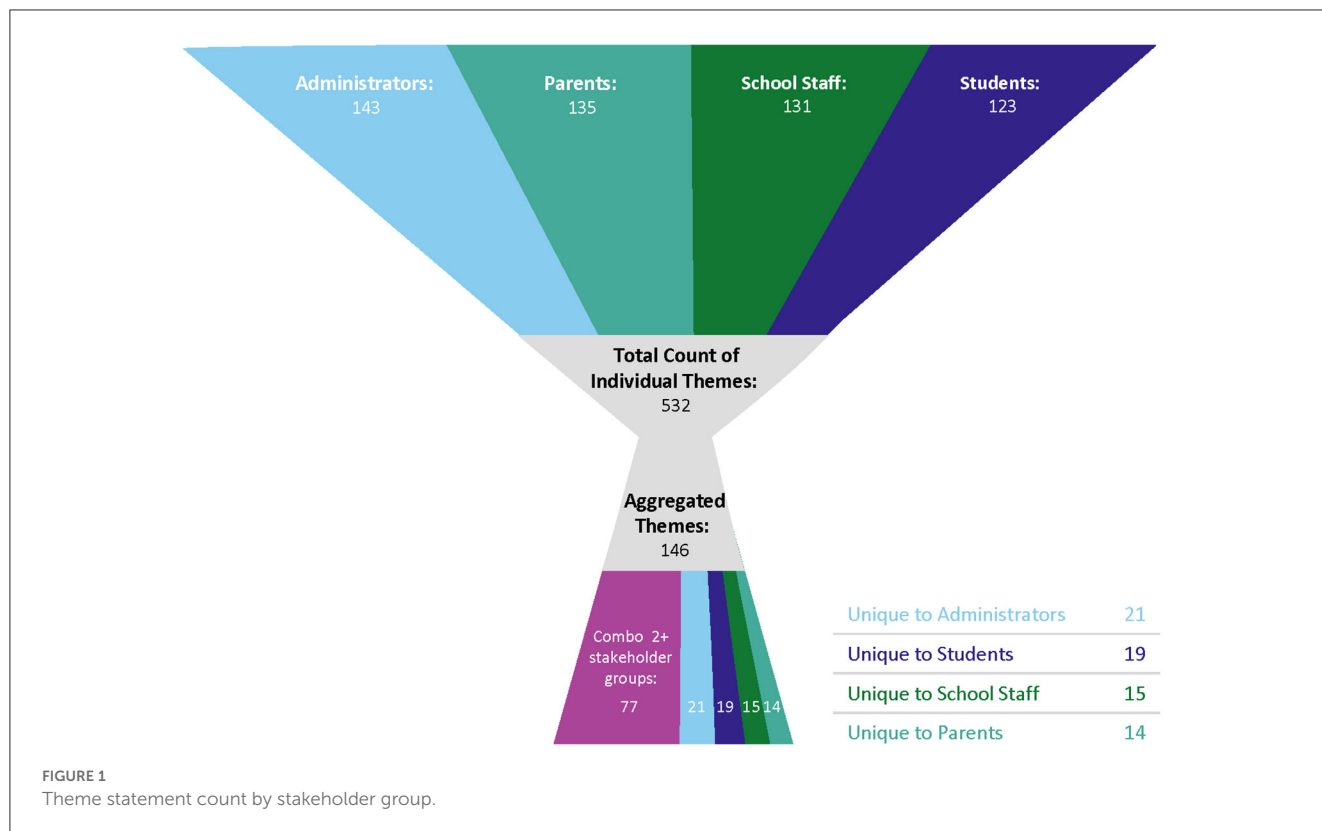 Administrators:
143
Parents:
135
School Staff:
131
Students:
123
Total Count of
Individual Themes:
532
Aggregated
Themes:
146
Combo 2+
stakeholder
groups:
77
21
19
15
14
Unique to Administrators 21
Unique to Students 19
Unique to School Staff 15
Unique to Parents 14
FIGURE 1
Theme statement count by stakeholder group.